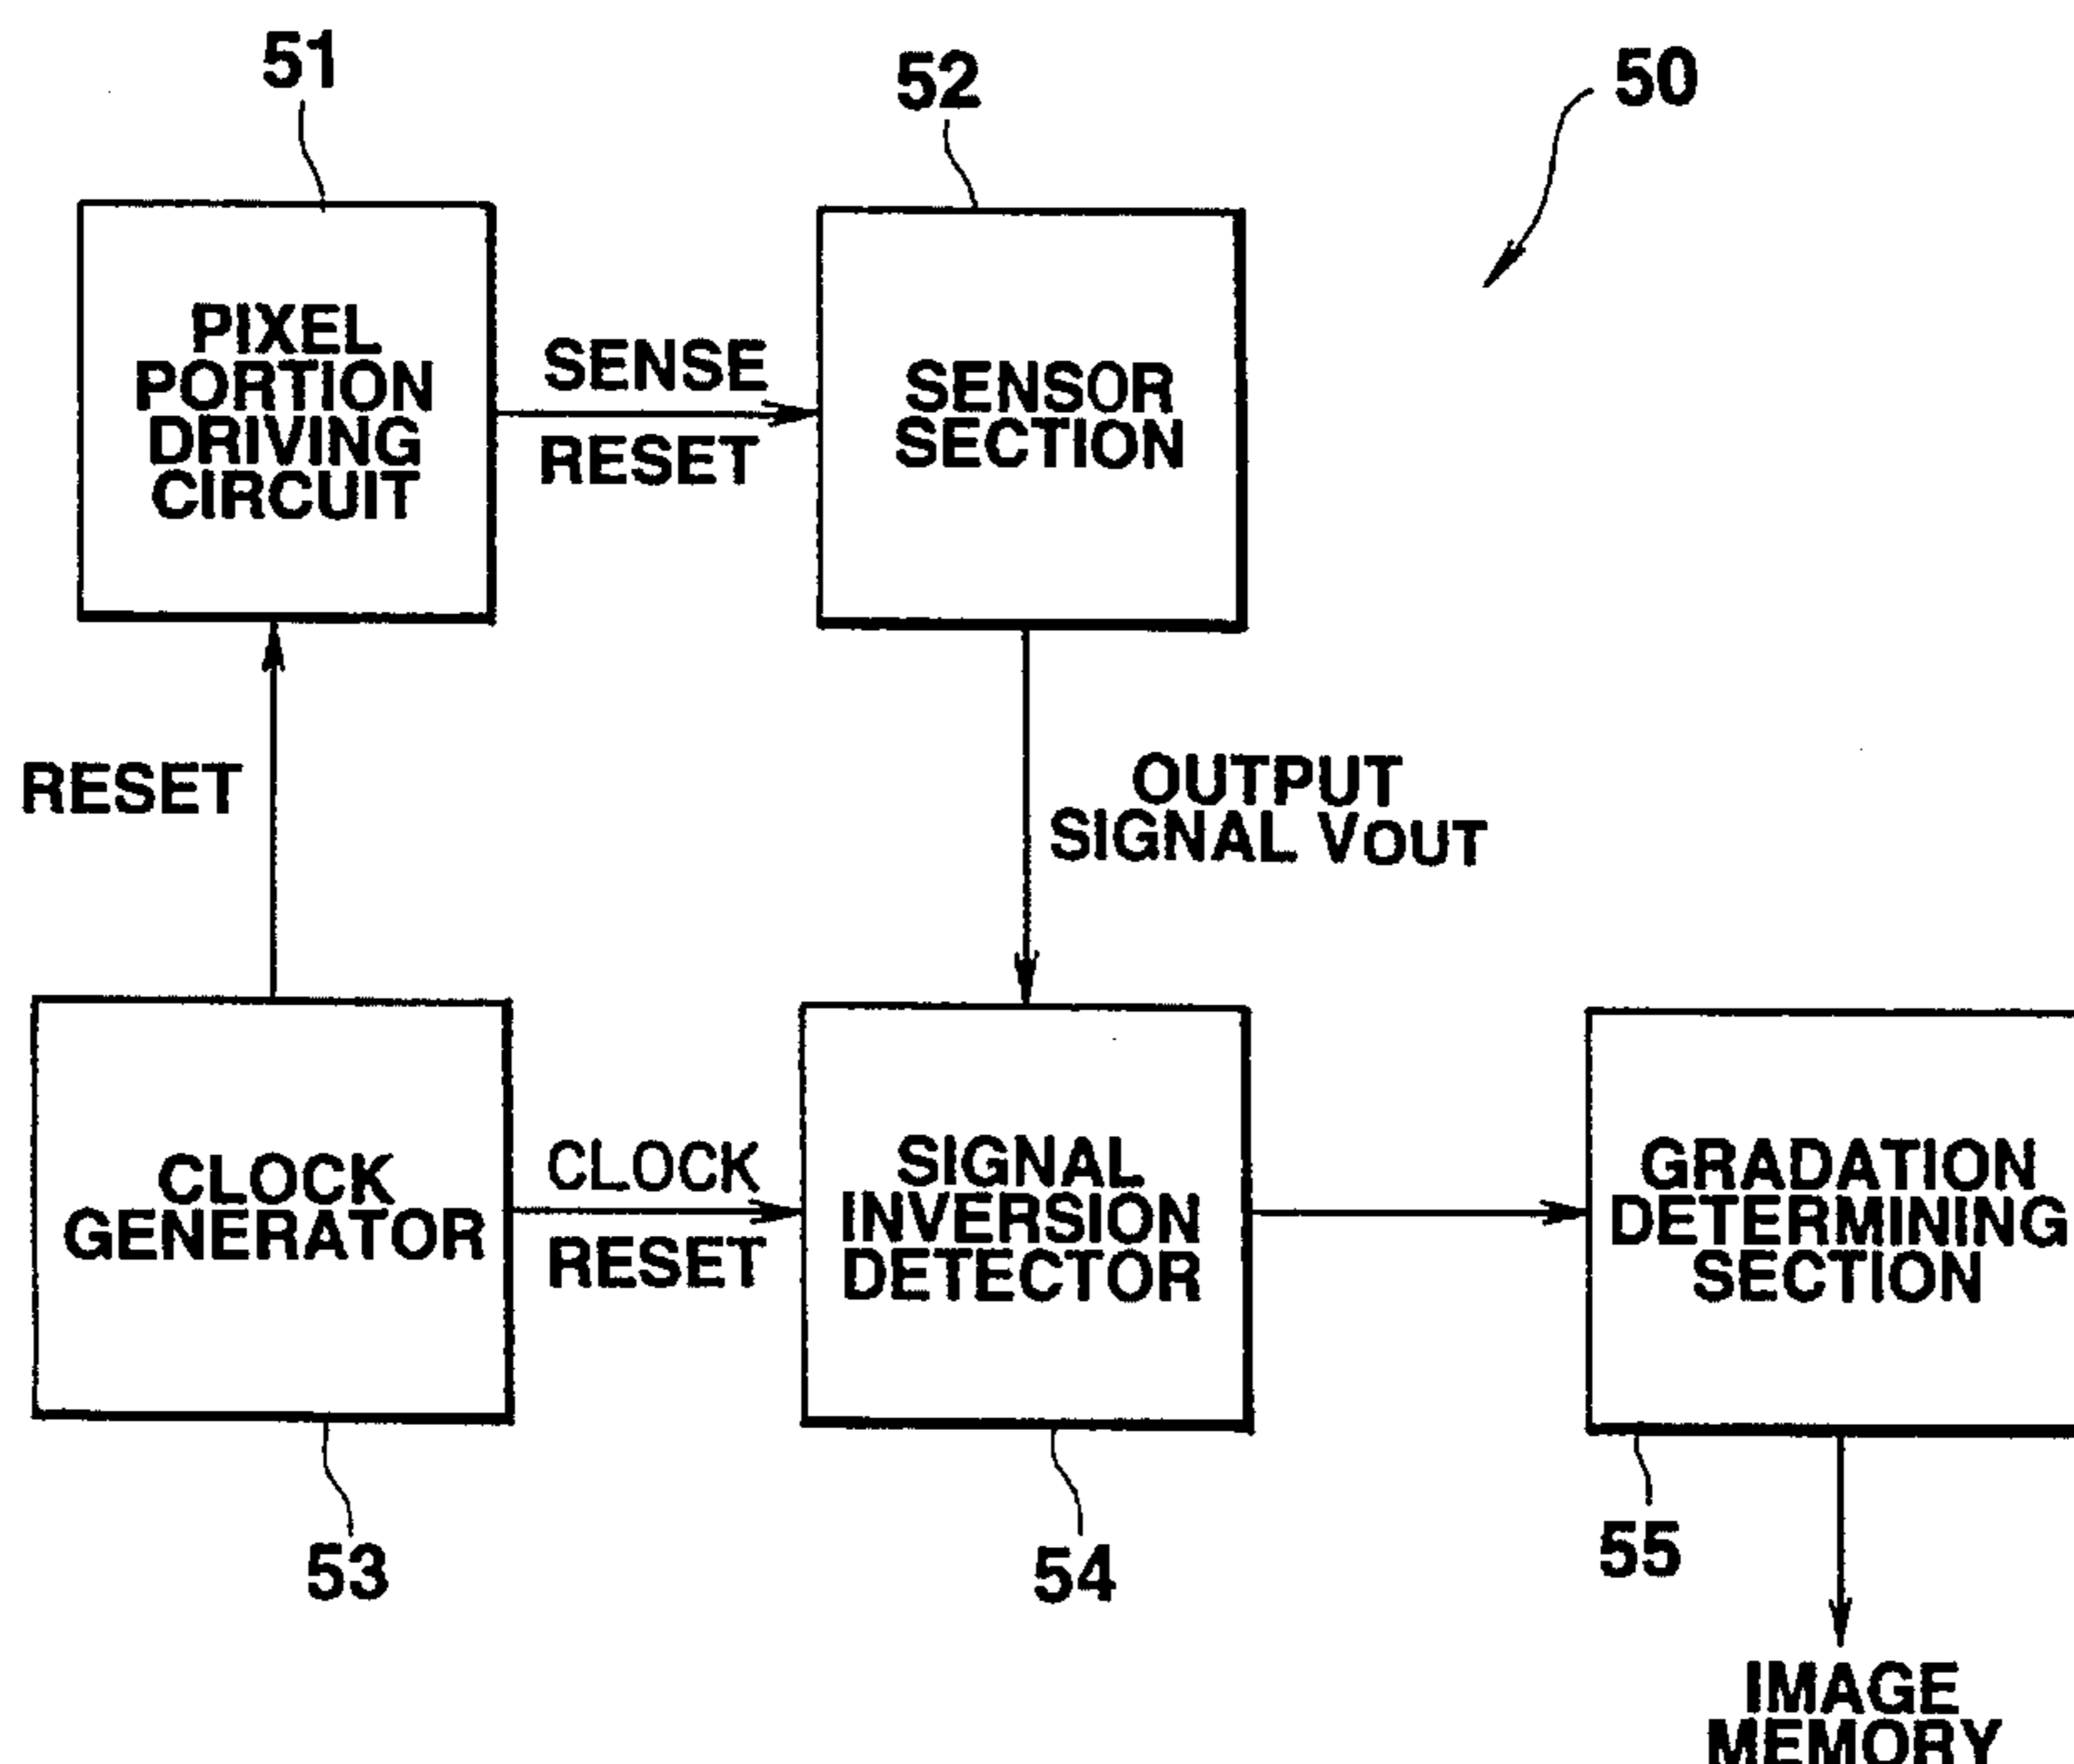 51
52
50
PIXEL
PORTION
DRIVING
CIRCUIT
SENSE
RESET
SENSOR
SECTION
RESET
OUTPUT
SIGNAL VOUT
CLOCK
GENERATOR
CLOCK
RESET
SIGNAL
INVERSION
DETECTOR
GRADATION
DETERMINING
SECTION
53
54
55
IMAGE
MEMORY